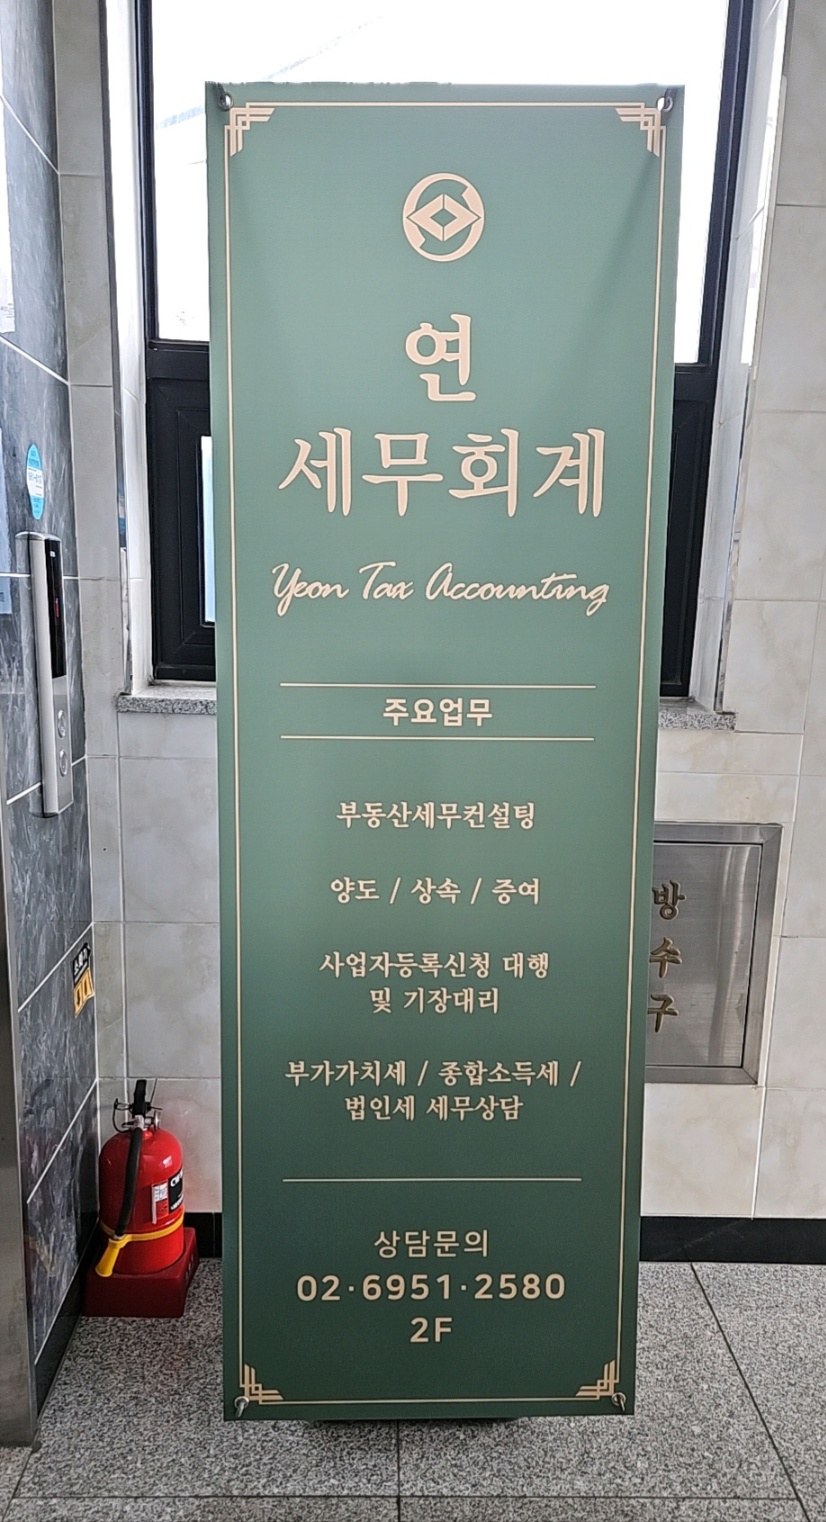 연
세무회계
Yeon Tax Accounting
주요업무
부동산세무컨설팅
양도 / 상속 / 증여
사업자등록신청 대행
및 기장대리
부가가치세 / 종합소득세 /
법인세 세무상담
상담문의
02·6951·2580
2F
방
수
구